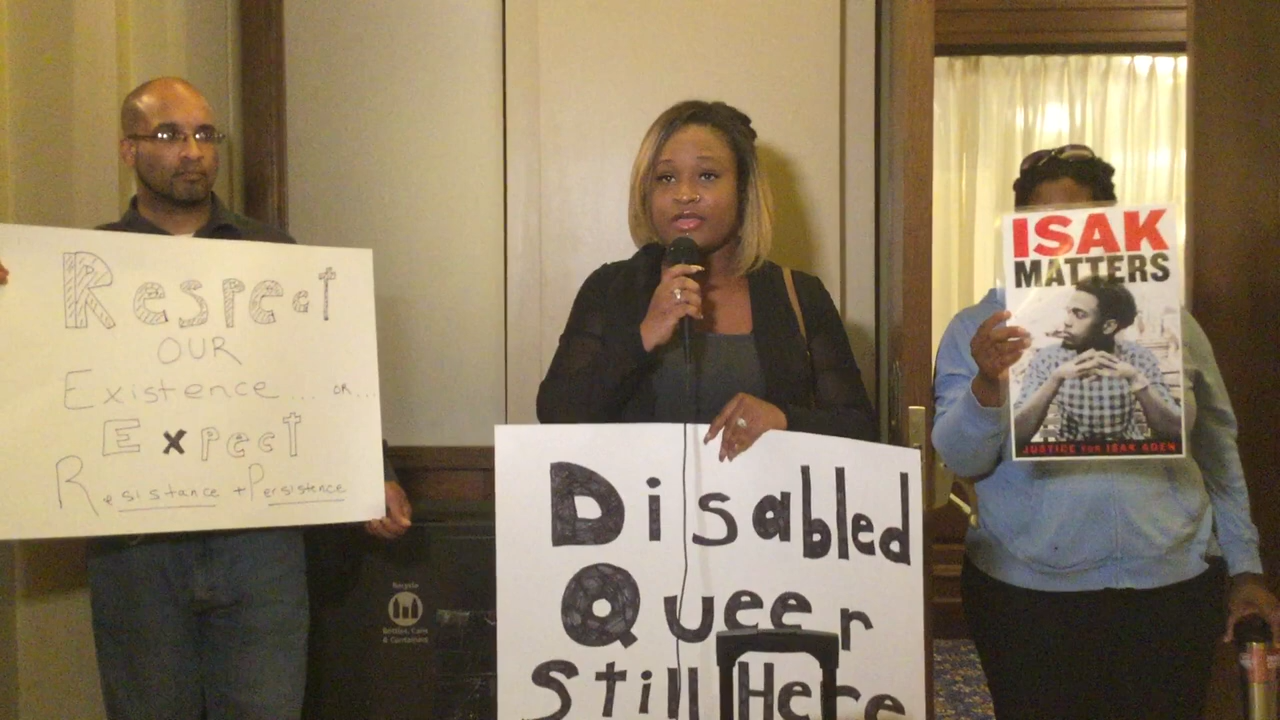 Respect
OUR
Existence... or...
Expect
Resistance + Persistence
Recycle
Bottles, Cans
& Containers
Disabled
Queer
Still Here
ISAK
MATTERS
JUSTICE FOR ISAK ADEN